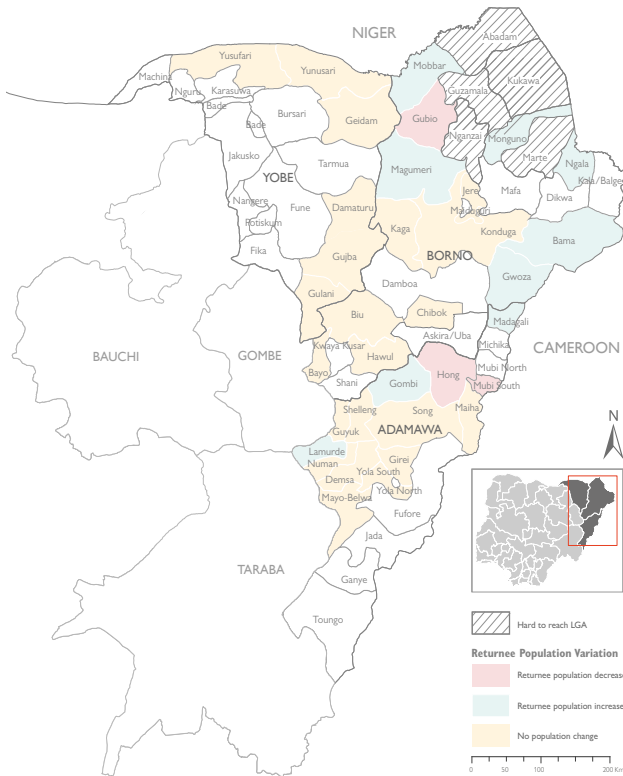 NIGER
Abadam
Yusufari
Mobbar
Machina
Yunusari
Kukawa
Nguru
Karasuwa
Guzamala
Bade
Bursari
Geidam
Gubio
Bade
Nganzai
Monguno
Jakusko
Tarmua
Magumeri
Marte
Ngala
YOBE
Jere
Mafa
Kala/Balge
Nangere
Fune
Damaturu
Maiduguri
Dikwa
Potiskum
Kaga
Konduga
Bama
Fika
Gujba
BORNO
Gwoza
Gulani
Damboa
Biu
Chibok
Madagali
Askira/Uba
BAUCHI
GOMBE
Kwaya Kusar
Michika
CAMEROON
Bayo
Hawul
Mubi North
Shani
Gombi
Hong
Mubi South
Shelleng
Song
Maiha
Guyuk
ADAMAWA
N
Lamurde
Girei
Numan
Yola South
Demsa
Yola North
Mayo-Belwa
Fufore
Jada
TARABA
Ganye
Toungo
Hard to reach LGA
Returnee Population Variation
Returnee population decrease
Returnee population increase
No population change
0 50 100 200 Km